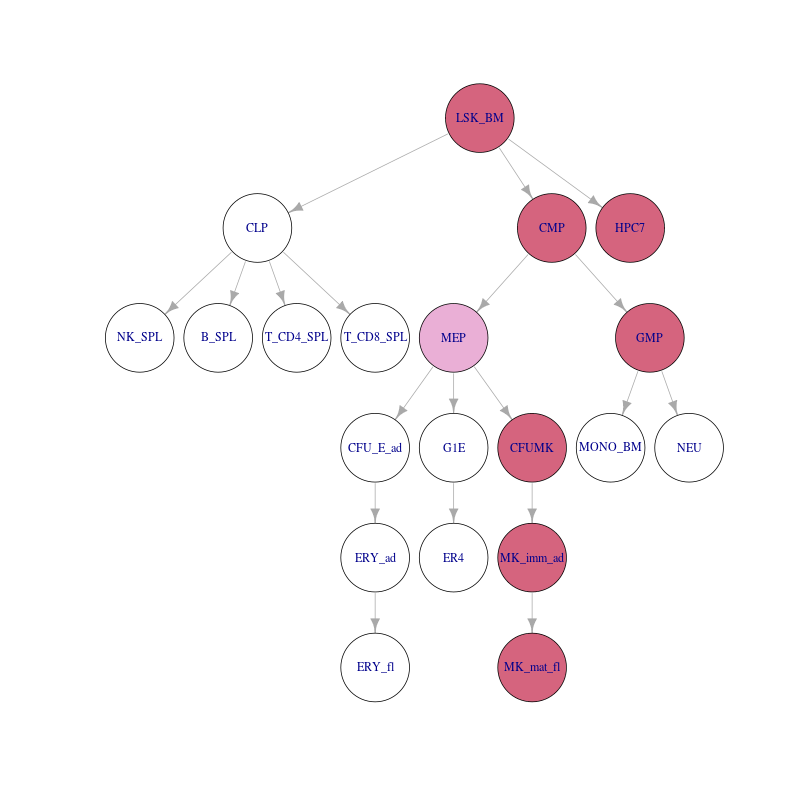 LSK_BM
CLP
CMP
HPC7
NK_SPL
B_SPL
T_CD4_SPL
T_CD8_SPL
MEP
GMP
CFU_E_ad
G1E
CFUMK
MONO_BM
NEU
ERY_ad
ER4
MK_imm_ad
ERY_fl
MK_mat_fl